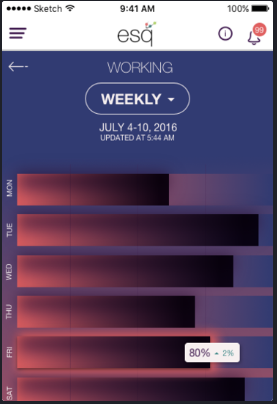 Sketch 9:41 AM 100%
esq i 99
WORKING
WEEKLY
JULY 4-10, 2016
UPDATED AT 5:44 AM
MON
TUE
WED
THU
FRI
80% 2%
SAT